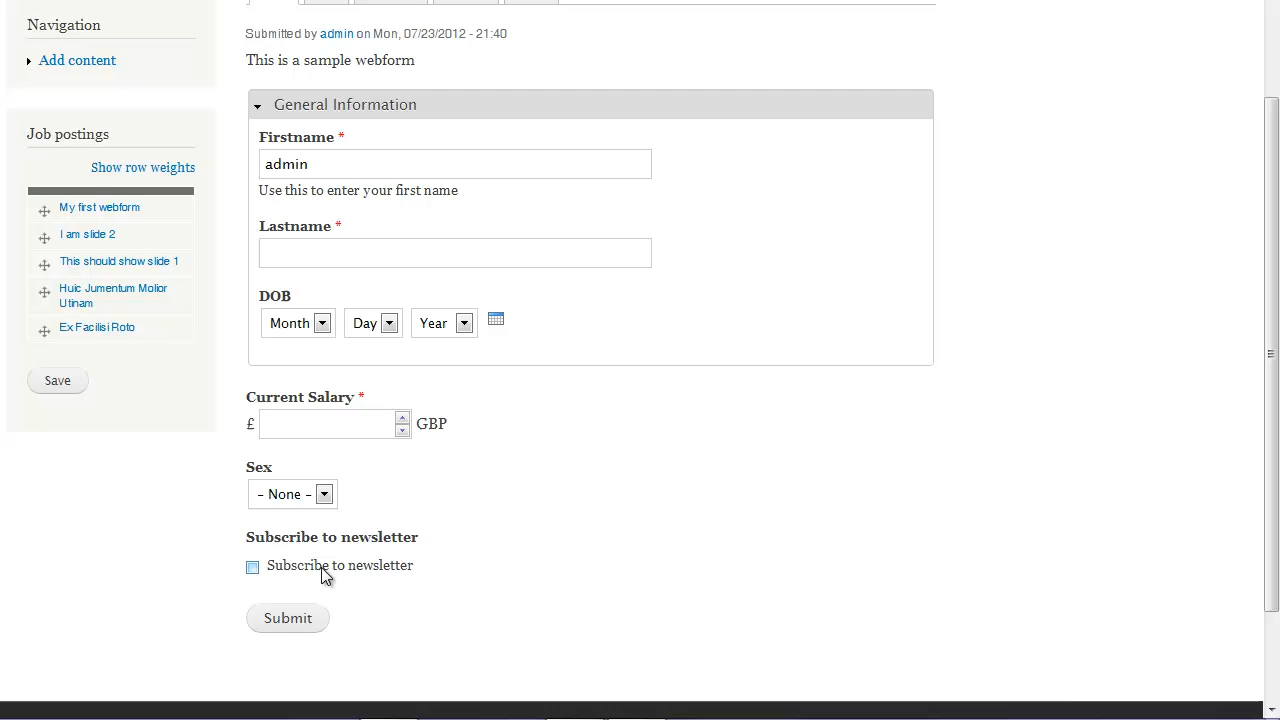 Navigation
Add content
Job postings
Show row weights
My first webform
I am slide 2
This should show slide 1
Huic Jumentum Molior
Utinam
Ex Facilisi Roto
Save
Submitted by admin on Mon, 07/23/2012 - 21:40
This is a sample webform
General Information
Firstname *
admin
Use this to enter your first name
Lastname *
DOB
Month Day Year
Current Salary *
£ GBP
Sex
- None -
Subscribe to newsletter
Subscribe to newsletter
Submit